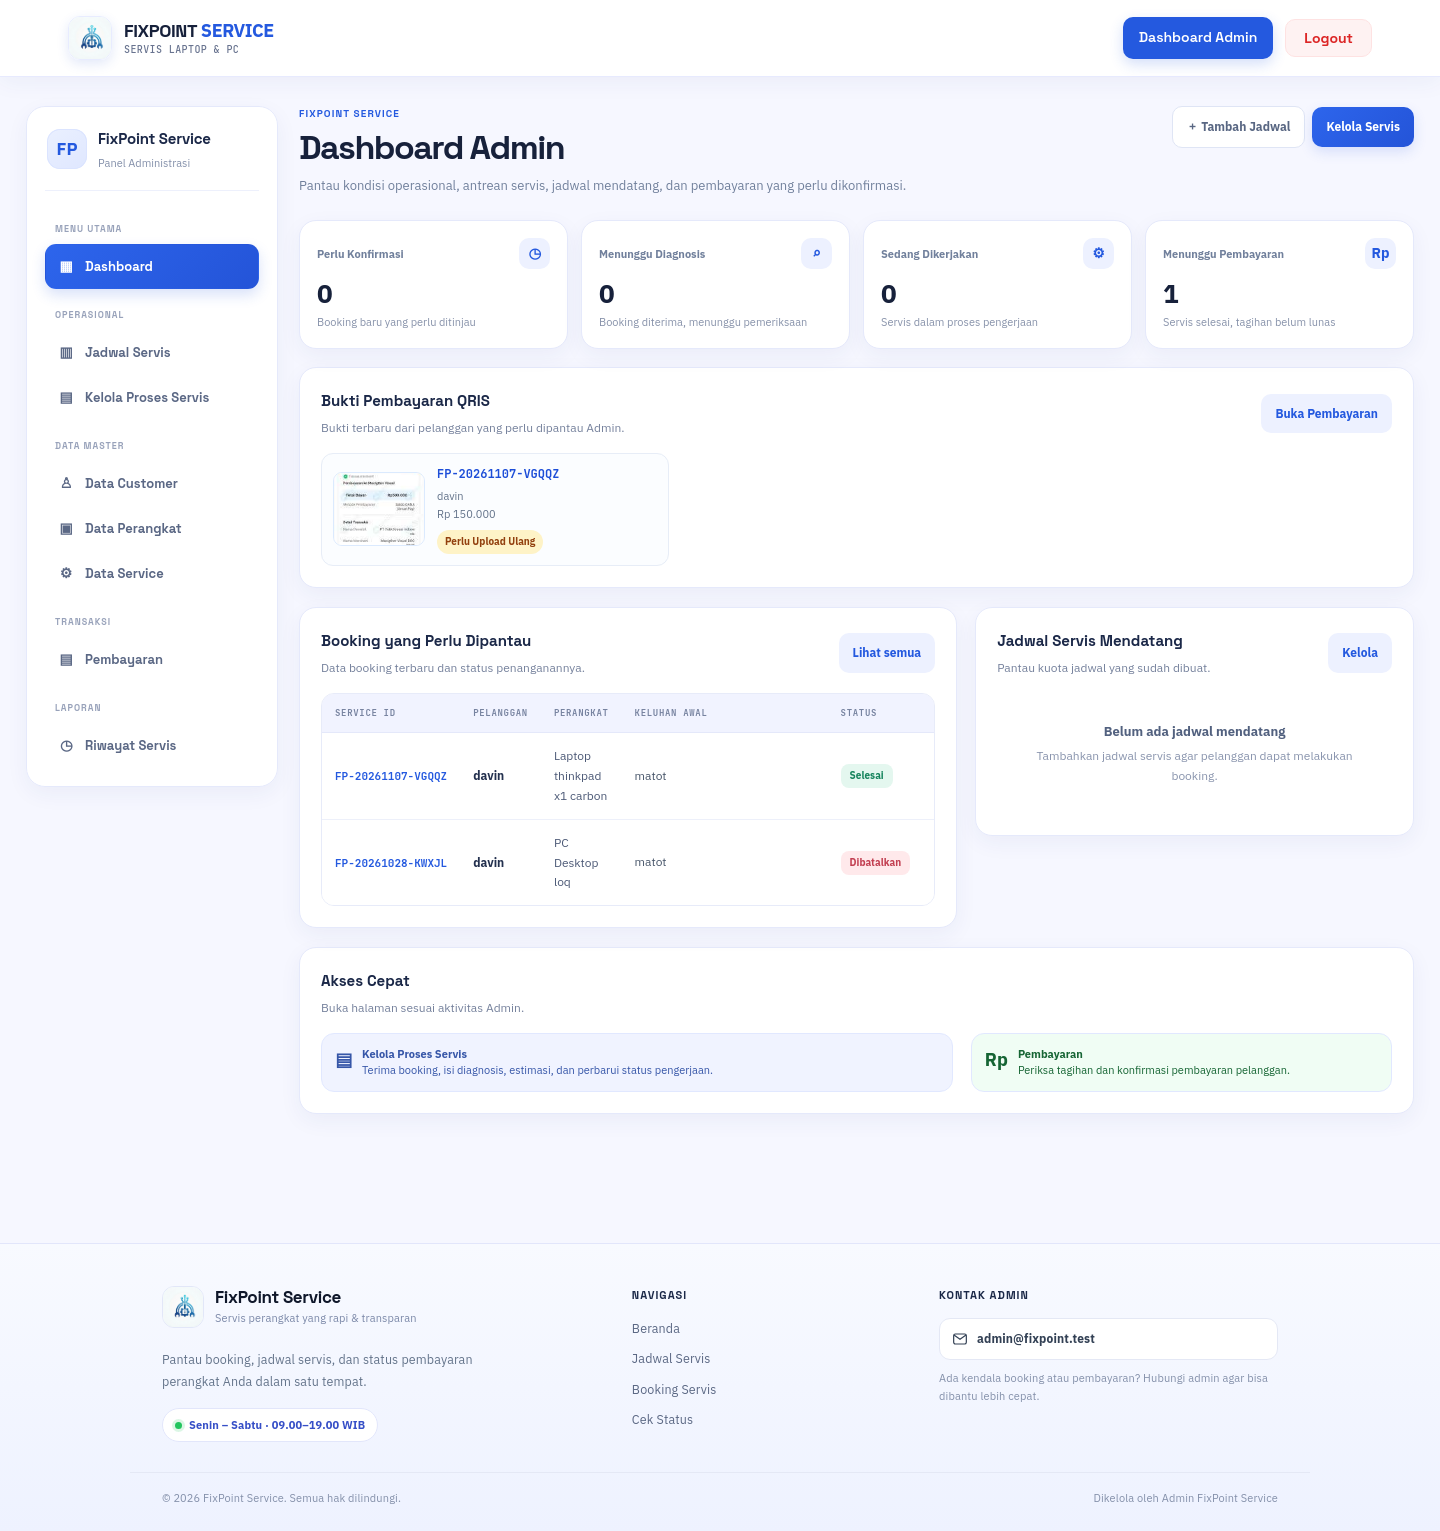 FIXPOINT SERVICE
SERVIS LAPTOP & PC
Dashboard Admin
Logout
FP
FixPoint Service
Panel Administrasi
MENU UTAMA
Dashboard
OPERASIONAL
Jadwal Servis
Kelola Proses Servis
DATA MASTER
Data Customer
Data Perangkat
Data Service
TRANSAKSI
Pembayaran
LAPORAN
Riwayat Servis
FIXPOINT SERVICE
Dashboard Admin
Pantau kondisi operasional, antrean servis, jadwal mendatang, dan pembayaran yang perlu dikonfirmasi.
+ Tambah Jadwal
Kelola Servis
Perlu Konfirmasi
0
Booking baru yang perlu ditinjau
Menunggu Diagnosis
0
Booking diterima, menunggu pemeriksaan
Sedang Dikerjakan
0
Servis dalam proses pengerjaan
Menunggu Pembayaran
Rp
1
Servis selesai, tagihan belum lunas
Bukti Pembayaran QRIS
Bukti terbaru dari pelanggan yang perlu dipantau Admin.
Buka Pembayaran
FP-20261107-VGQQZ
davin
Rp 150.000
Perlu Upload Ulang
Booking yang Perlu Dipantau
Data booking terbaru dan status penanganannya.
Lihat semua
SERVICE ID PELANGGAN PERANGKAT KELUHAN AWAL STATUS
FP-20261107-VGQQZ davin Laptop thinkpad x1 carbon matot Selesai
FP-20261028-KWXJL davin PC Desktop loq matot Dibatalkan
Jadwal Servis Mendatang
Pantau kuota jadwal yang sudah dibuat.
Kelola
Belum ada jadwal mendatang
Tambahkan jadwal servis agar pelanggan dapat melakukan
booking.
Akses Cepat
Buka halaman sesuai aktivitas Admin.
Kelola Proses Servis
Terima booking, isi diagnosis, estimasi, dan perbarui status pengerjaan.
Rp
Pembayaran
Periksa tagihan dan konfirmasi pembayaran pelanggan.
FixPoint Service
Servis perangkat yang rapi & transparan
Pantau booking, jadwal servis, dan status pembayaran
perangkat Anda dalam satu tempat.
Senin – Sabtu · 09.00–19.00 WIB
NAVIGASI
Beranda
Jadwal Servis
Booking Servis
Cek Status
KONTAK ADMIN
admin@fixpoint.test
Ada kendala booking atau pembayaran? Hubungi admin agar bisa
dibantu lebih cepat.
© 2026 FixPoint Service. Semua hak dilindungi.
Dikelola oleh Admin FixPoint Service